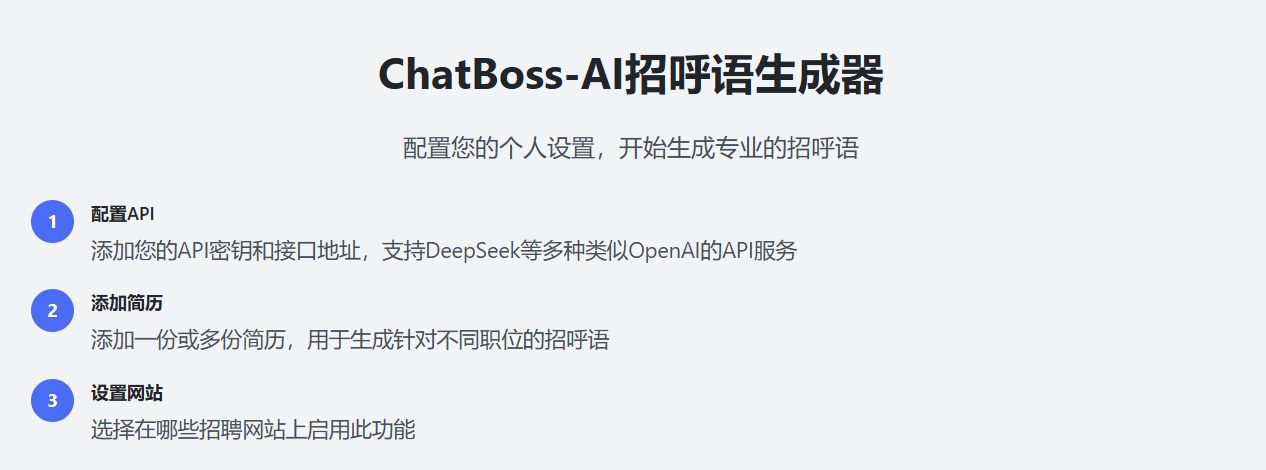 ChatBoss-AI招呼语生成器
配置您的个人设置，开始生成专业的招呼语
1
配置API
添加您的API密钥和接口地址，支持DeepSeek等多种类似OpenAI的API服务
2
添加简历
添加一份或多份简历，用于生成针对不同职位的招呼语
3
设置网站
选择在哪些招聘网站上启用此功能